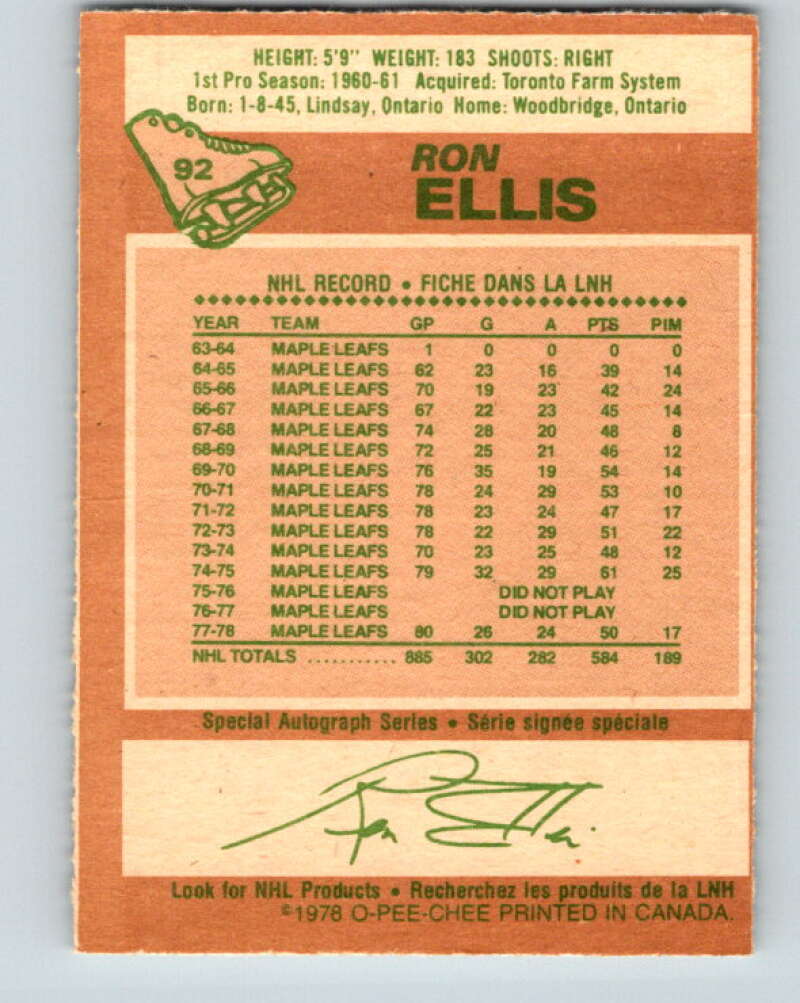 HEIGHT: 5'9" WEIGHT: 183 SHOOTS: RIGHT
1st Pro Season: 1960-61 Acquired: Toronto Farm System
Born: 1-8-45, Lindsay, Ontario Home: Woodbridge, Ontario
92
RON
ELLIS
NHL RECORD • FICHE DANS LA LNH
YEAR TEAM GP G A PTS PIM
63-64 MAPLE LEAFS 1 0 0 0 0
64-65 MAPLE LEAFS 62 23 16 39 14
65-66 MAPLE LEAFS 70 19 23 42 24
66-67 MAPLE LEAFS 67 22 23 45 14
67-68 MAPLE LEAFS 74 28 20 48 8
68-69 MAPLE LEAFS 72 25 21 46 12
69-70 MAPLE LEAFS 76 35 19 54 14
70-71 MAPLE LEAFS 78 24 29 53 10
71-72 MAPLE LEAFS 78 23 24 47 17
72-73 MAPLE LEAFS 78 22 29 51 22
73-74 MAPLE LEAFS 70 23 25 48 12
74-75 MAPLE LEAFS 79 32 29 61 25
75-76 MAPLE LEAFS DID NOT PLAY
76-77 MAPLE LEAFS DID NOT PLAY
77-78 MAPLE LEAFS 80 26 24 50 17
NHL TOTALS ........... 885 302 282 584 189
Special Autograph Series • Série signée spéciale
Ron Ellis
Look for NHL Products • Recherchez les produits de la LNH
©1978 O-PEE-CHEE PRINTED IN CANADA.